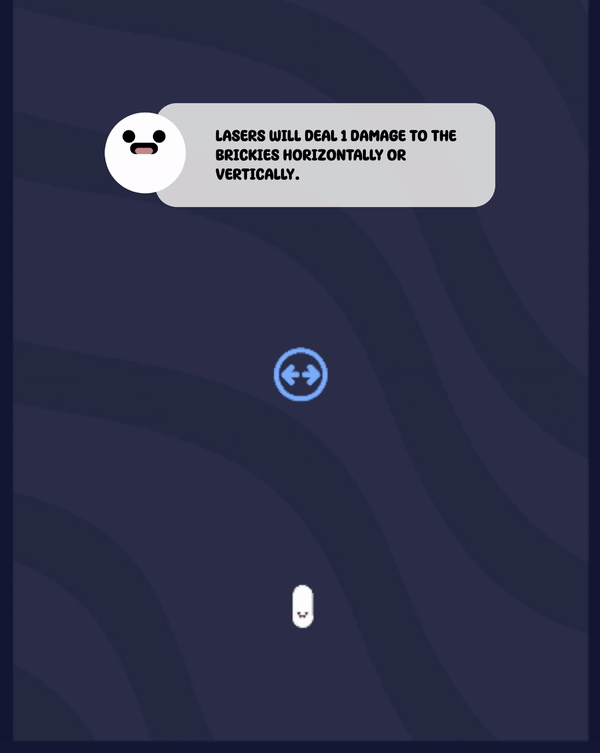 LASERS WILL DEAL 1 DAMAGE TO THE
BRICKIES HORIZONTALLY OR
VERTICALLY.